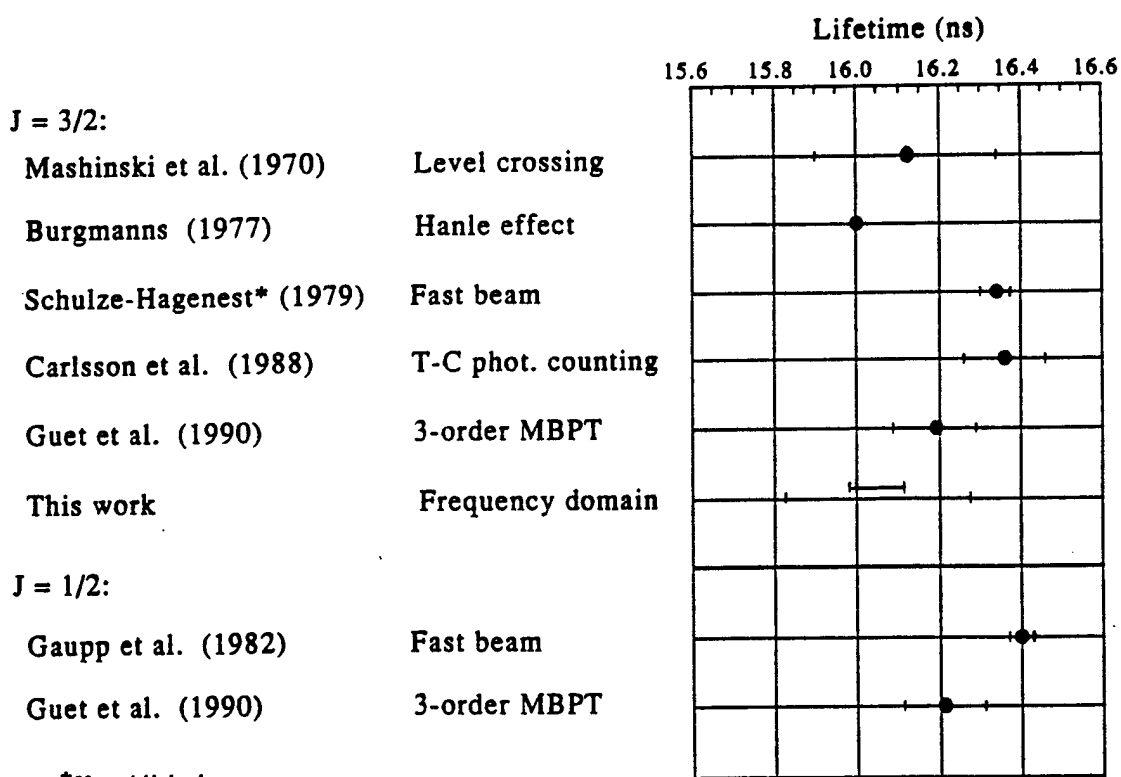 Lifetime (ns)
15.6 15.8 16.0 16.2 16.4 16.6
J = 3/2:
Mashinski et al. (1970) Level crossing
Burgmanns (1977) Hanle effect
Schulze-Hagenest* (1979) Fast beam
Carlsson et al. (1988) T-C phot. counting
Guet et al. (1990) 3-order MBPT
This work Frequency domain
J = 1/2:
Gaupp et al. (1982) Fast beam
Guet et al. (1990) 3-order MBPT